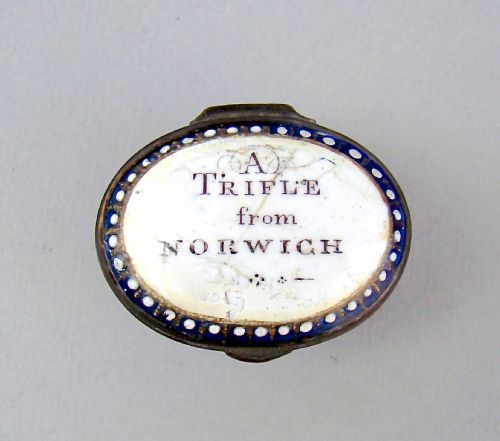 A
TRIFLE
from
NORWICH